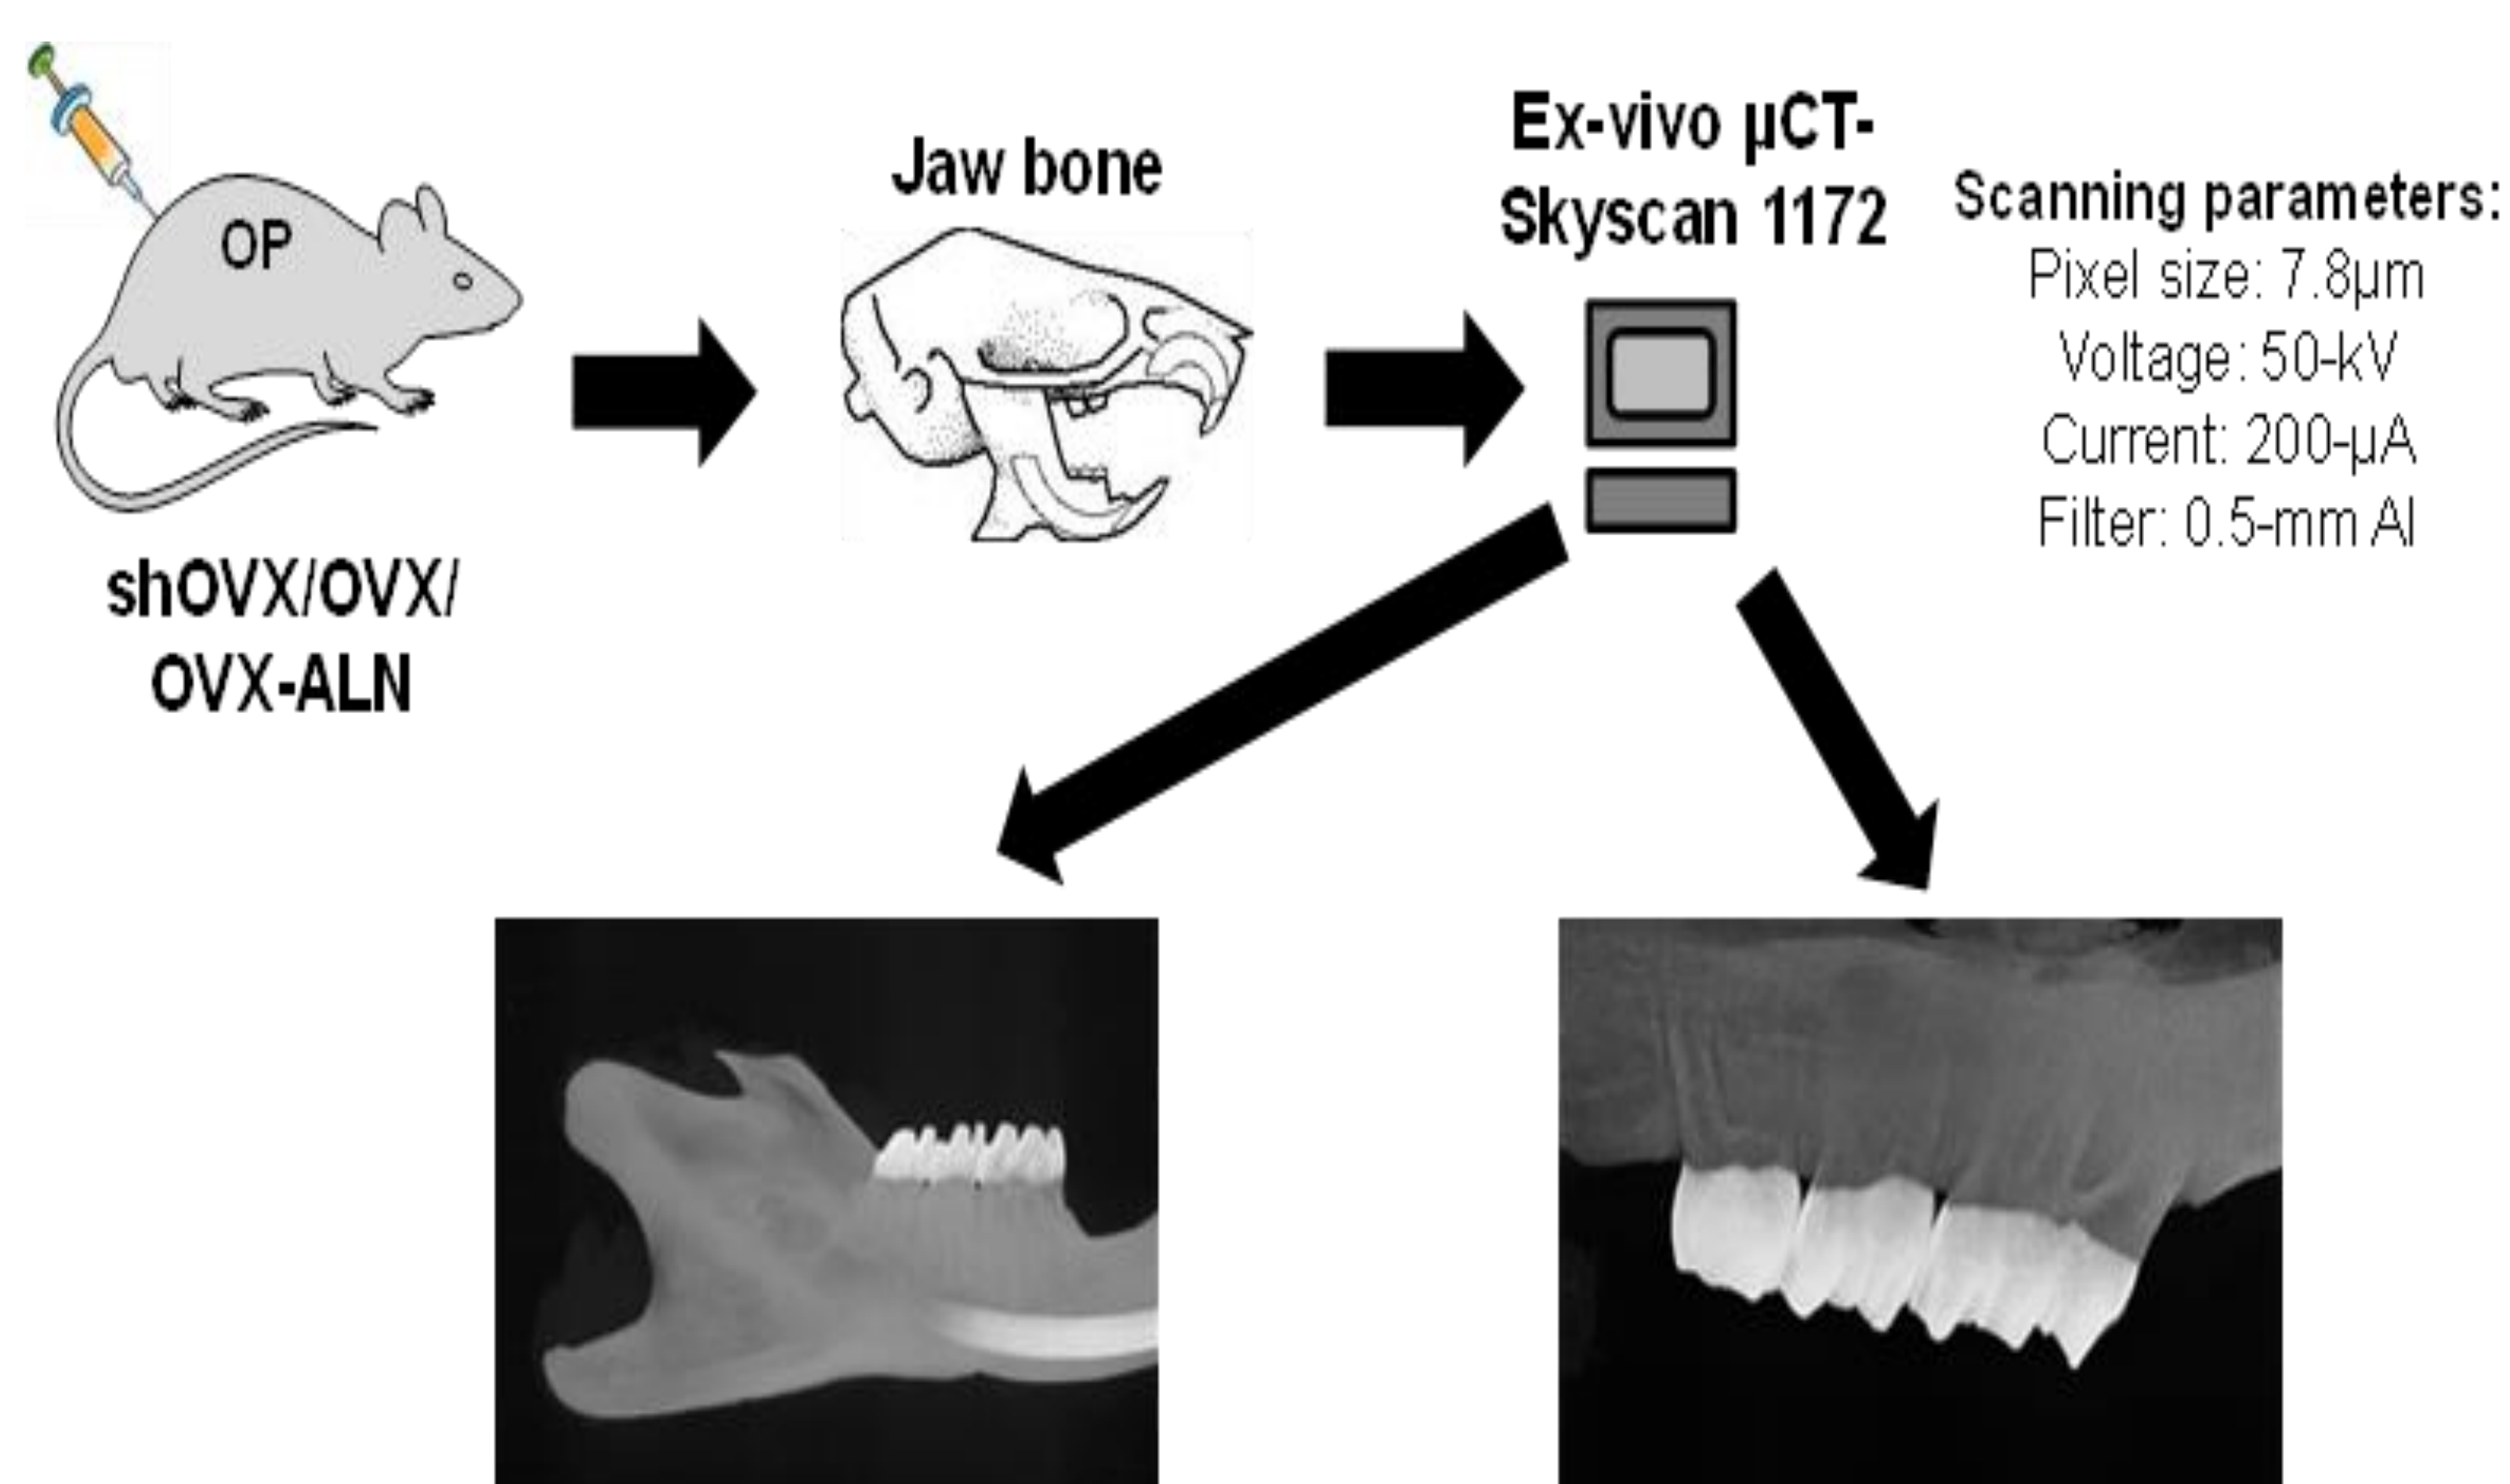 OP
shOVX/OVX/
OVX-ALN
Jaw bone
Ex-vivo µCT-
Skyscan 1172
Scanning parameters:
Pixel size: 7.8µm
Voltage: 50-kV
Current: 200-µA
Filter: 0.5-mm Al